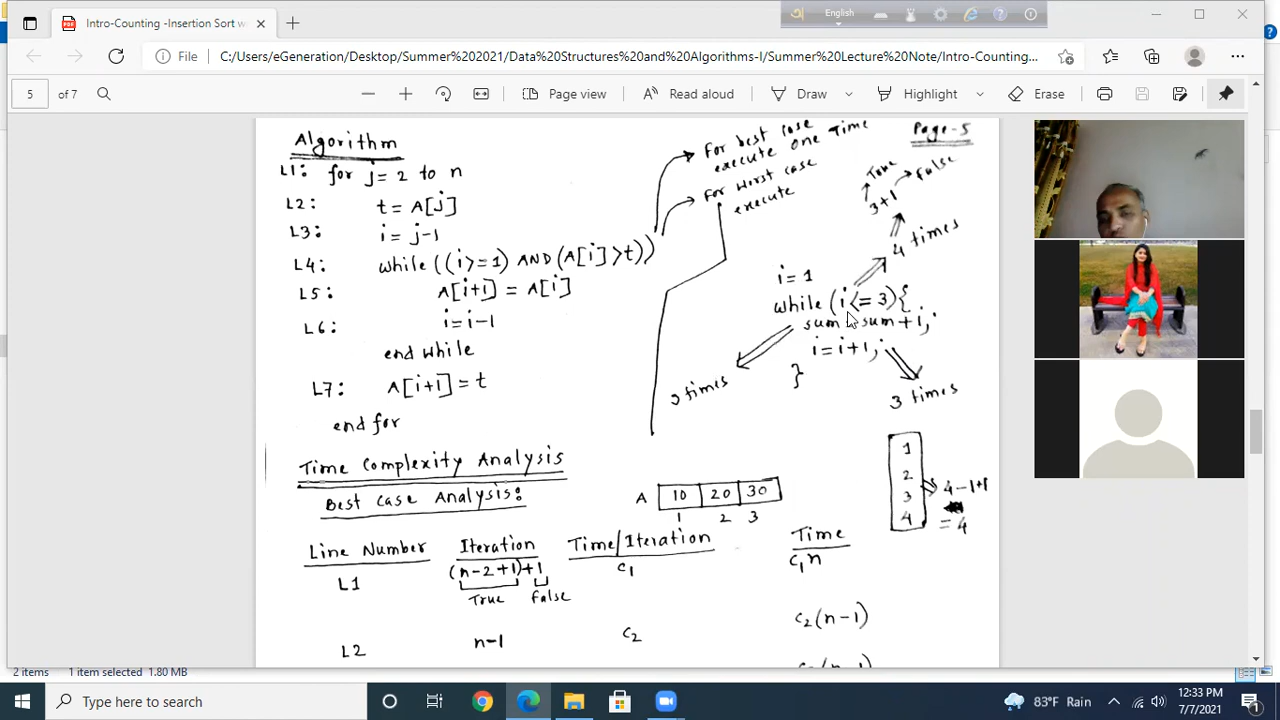 Intro-Counting -Insertion Sort w
English
File
C:/Users/eGeneration/Desktop/Summer%202021/Data%20Structures%20and%20Algorithms-I/Summer%20Lecture%20Note/Intro-Counting...
5 of 7
Page view
Read aloud
Draw
Highlight
Erase
Page-5
Algorithm
L1: for j=2 to n
L2: t=A[j]
L3: i=j-1
L4: while((i>=1) AND (A[i]>t))
L5: A[i+1]=A[i]
L6: i=i-1
end while
L7: A[i+1]=t
end for
For best case
execute one time
For worst case
execute
True
False
3+1
4 times
i=1
while(i<=3){
sum=sum+i;
i=i+1;
}
3 times
3 times
1
2
3
4
4-1+1
=4
Time Complexity Analysis
Best case Analysis:
A 10 20 30
1 2 3
Line Number Iteration Time/Iteration Time
L1 (n-2+1)+1 c1 c1n
True False
L2 n-1 c2 c2(n-1)
2 items 1 item selected 1.80 MB
Type here to search
83°F Rain
12:33 PM
7/7/2021